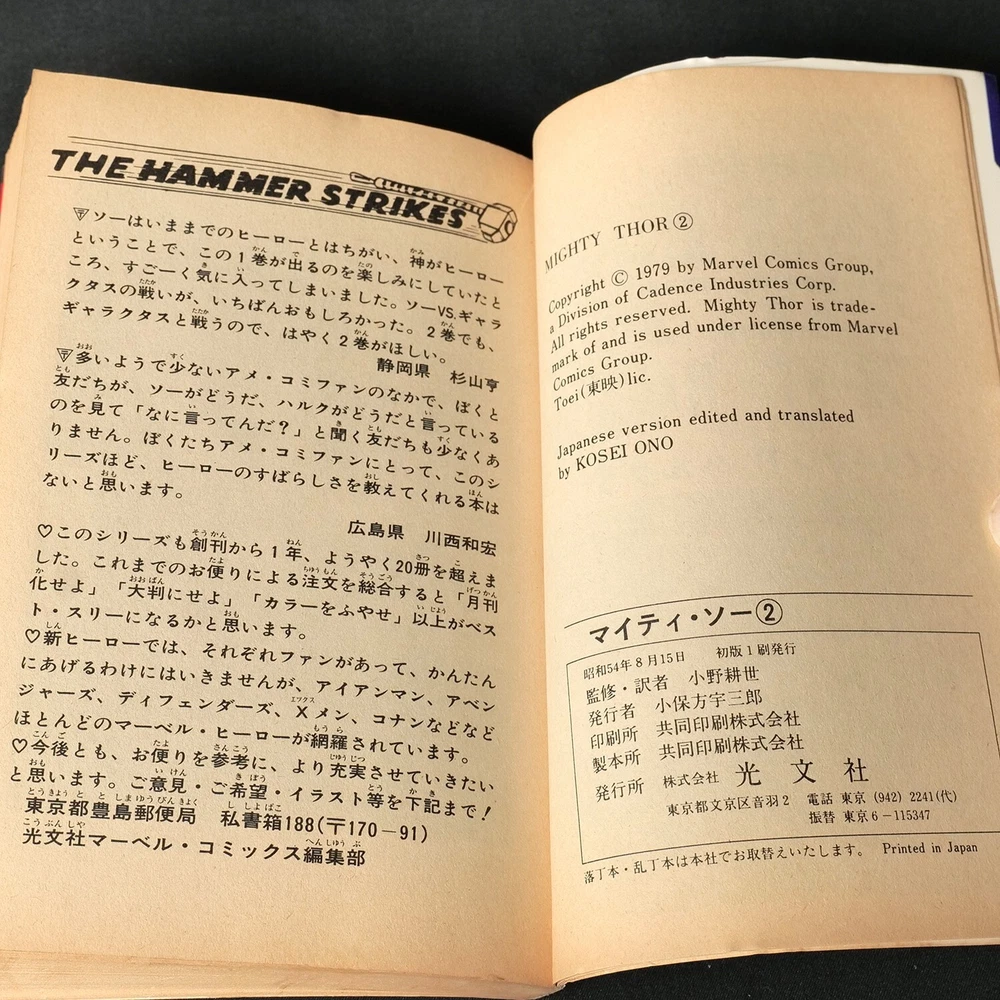 THE HAMMER STRIKES
〒ソーはいままでのヒーローとはちがい、神がヒーロー
ということで、この1巻が出るのを楽しみにしていたと
ころ、すごーく気に入ってしまいました。ソーVS.ギャラ
クタスの戦いが、いちばんおもしろかった。2巻でも、
ギャラクタスと戦うので、はやく2巻がほしい。
静岡県 杉山亨
〒多いようで少ないアメ・コミファンのなかで、ぼくと
友だちが、ソーがどうだ、ハルクがどうだと言っている
のを見て「なに言ってんだ?」と聞く友だちも少なくあ
りません。ぼくたちアメ・コミファンにとって、このシ
リーズほど、ヒーローのすばらしさを教えてくれる本は
ないと思います。
広島県 川西和宏
♡このシリーズも創刊から1年、ようやく20冊を超えま
した。これまでのお便りによる注文を総合すると「月刊
化せよ」「大判にせよ」「カラーをふやせ」以上がベス
ト・スリーになるかと思います。
♡新ヒーローでは、それぞれファンがあって、かんたん
にあげるわけにはいきませんが、アイアンマン、アベン
ジャーズ、ディフェンダーズ、Xメン、コナンなどなど
ほとんどのマーベル・ヒーローが網羅されています。
♡今後とも、お便りを参考に、より充実させていきたい
と思います。ご意見・ご希望・イラスト等を下記まで!
東京都豊島郵便局 私書箱188(〒170-91)
光文社マーベル・コミックス編集部
MIGHTY THOR②
Copyright © 1979 by Marvel Comics Group,
a Division of Cadence Industries Corp.
All rights reserved. Mighty Thor is trade-
mark of and is used under license from Marvel
Comics Group.
Toei(東映)lic.
Japanese version edited and translated
by KOSEI ONO
マイティ・ソー②
昭和54年8月15日 初版1刷発行
監修・訳者 小野耕世
発行者 小保方宇三郎
印刷所 共同印刷株式会社
製本所 共同印刷株式会社
発行所 株式会社 光文社
東京都文京区音羽2 電話 東京 (942) 2241(代)
振替 東京6-115347
落丁本・乱丁本は本社でお取替えいたします。 Printed in Japan